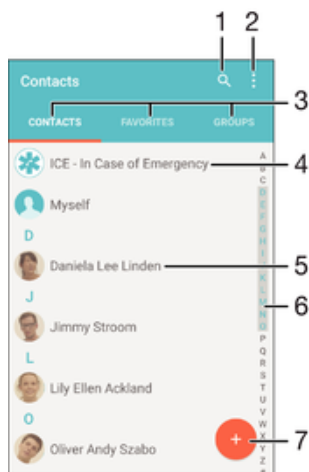 1 2
Contacts
CONTACTS FAVORITES GROUPS
3
ICE - In Case of Emergency
4
Myself
D
Daniela Lee Linden
5
J
Jimmy Stroom
6
L
Lily Ellen Ackland
O
Oliver Andy Szabo
7
A
B
C
D
E
F
G
H
I
K
L
M
N
O
P
Q
R
S
T
U
V
W
X
Y
Z